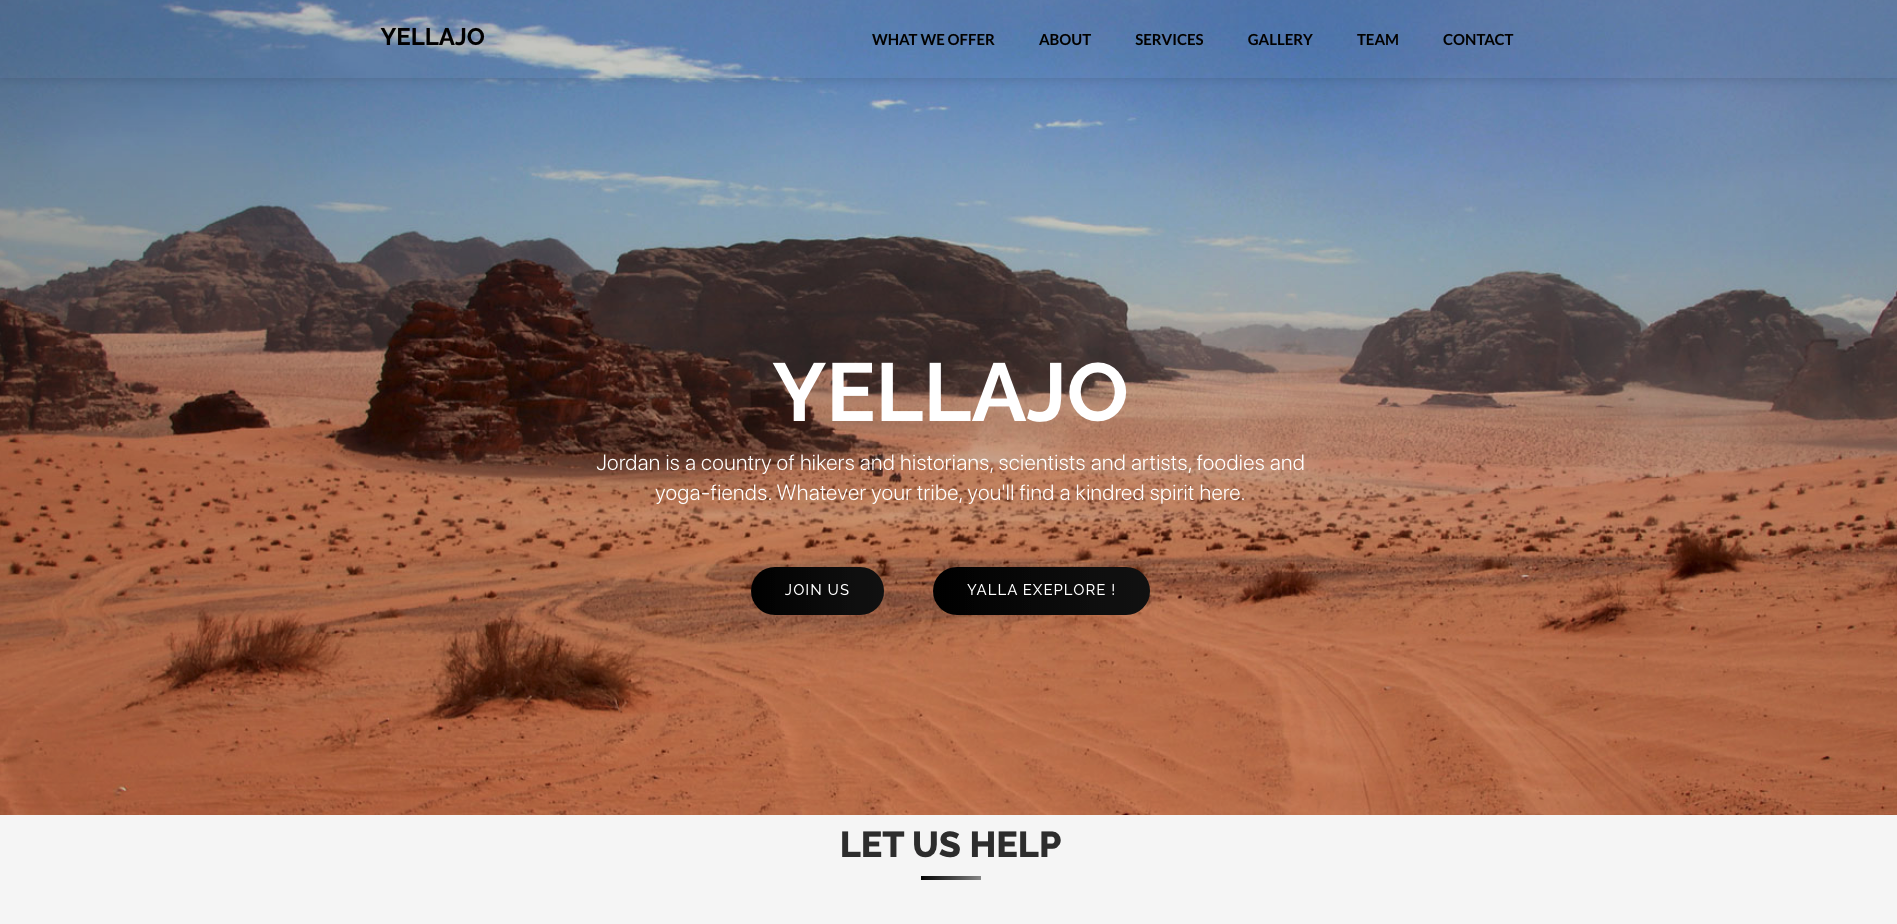 YELLAJO
WHAT WE OFFER
ABOUT
SERVICES
GALLERY
TEAM
CONTACT
YELLAJO
Jordan is a country of hikers and historians, scientists and artists, foodies and
yoga-fiends. Whatever your tribe, you'll find a kindred spirit here.
JOIN US
YALLA EXEPLORE !
LET US HELP